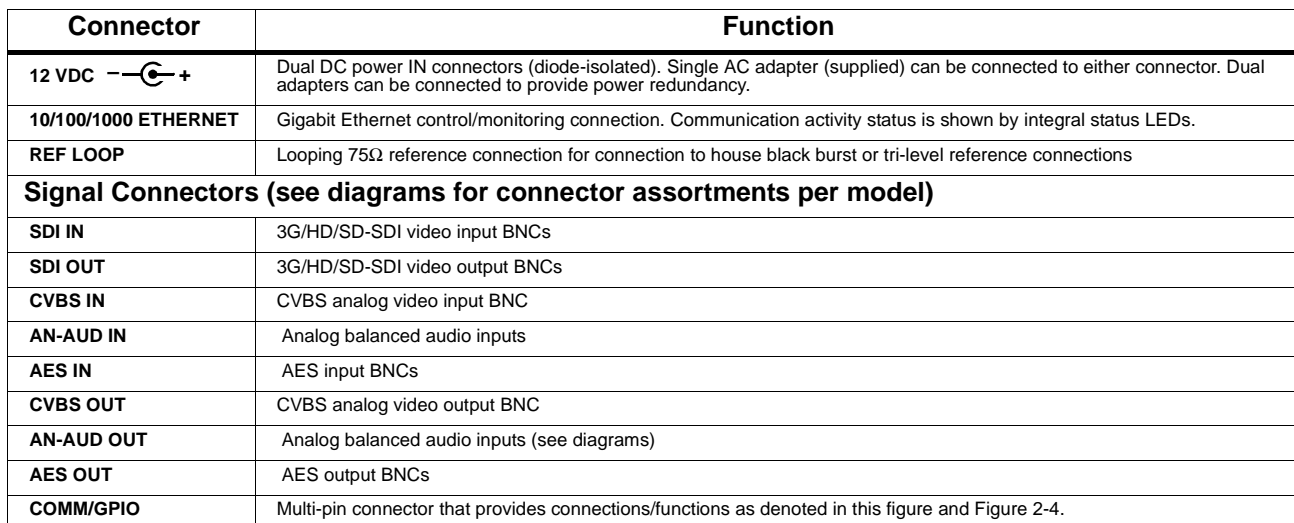 Connector Function
12 VDC – + Dual DC power IN connectors (diode-isolated). Single AC adapter (supplied) can be connected to either connector. Dual
adapters can be connected to provide power redundancy.
10/100/1000 ETHERNET Gigabit Ethernet control/monitoring connection. Communication activity status is shown by integral status LEDs.
REF LOOP Looping 75Ω reference connection for connection to house black burst or tri-level reference connections
Signal Connectors (see diagrams for connector assortments per model)
SDI IN 3G/HD/SD-SDI video input BNCs
SDI OUT 3G/HD/SD-SDI video output BNCs
CVBS IN CVBS analog video input BNC
AN-AUD IN Analog balanced audio inputs
AES IN AES input BNCs
CVBS OUT CVBS analog video output BNC
AN-AUD OUT Analog balanced audio inputs (see diagrams)
AES OUT AES output BNCs
COMM/GPIO Multi-pin connector that provides connections/functions as denoted in this figure and Figure 2-4.